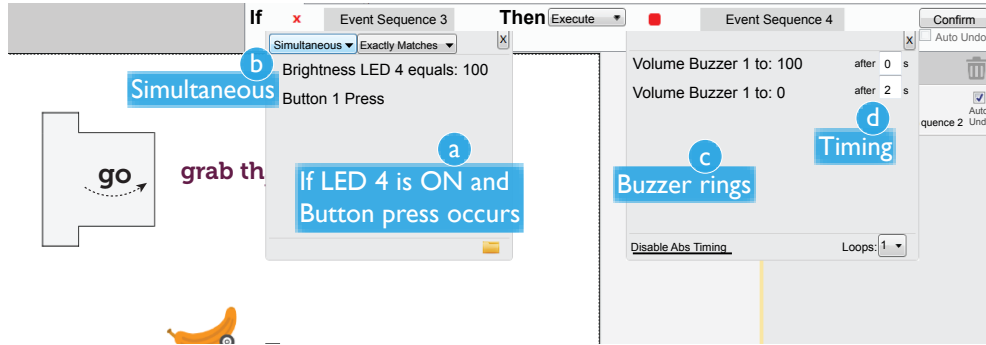 If x Event Sequence 3 Then Execute Event Sequence 4 Confirm
Auto Undo
Simultaneous Exactly Matches X
X
b
Simultaneous
Brightness LED 4 equals: 100
Button 1 Press
Volume Buzzer 1 to: 100 after 0 s
Volume Buzzer 1 to: 0 after 2 s
Auto
quence 2 Und
d
Timing
a
If LED 4 is ON and
Button press occurs
c
Buzzer rings
go
grab th
Disable Abs Timing Loops: 1